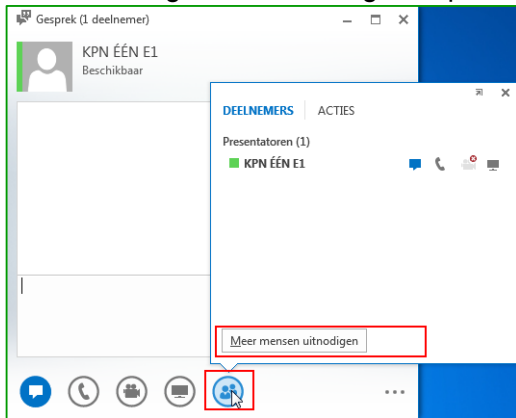 Gesprek (1 deelnemer)
KPN ÉÉN E1
Beschikbaar
DEELNEMERS
ACTIES
Presentatoren (1)
KPN ÉÉN E1
Meer mensen uitnodigen